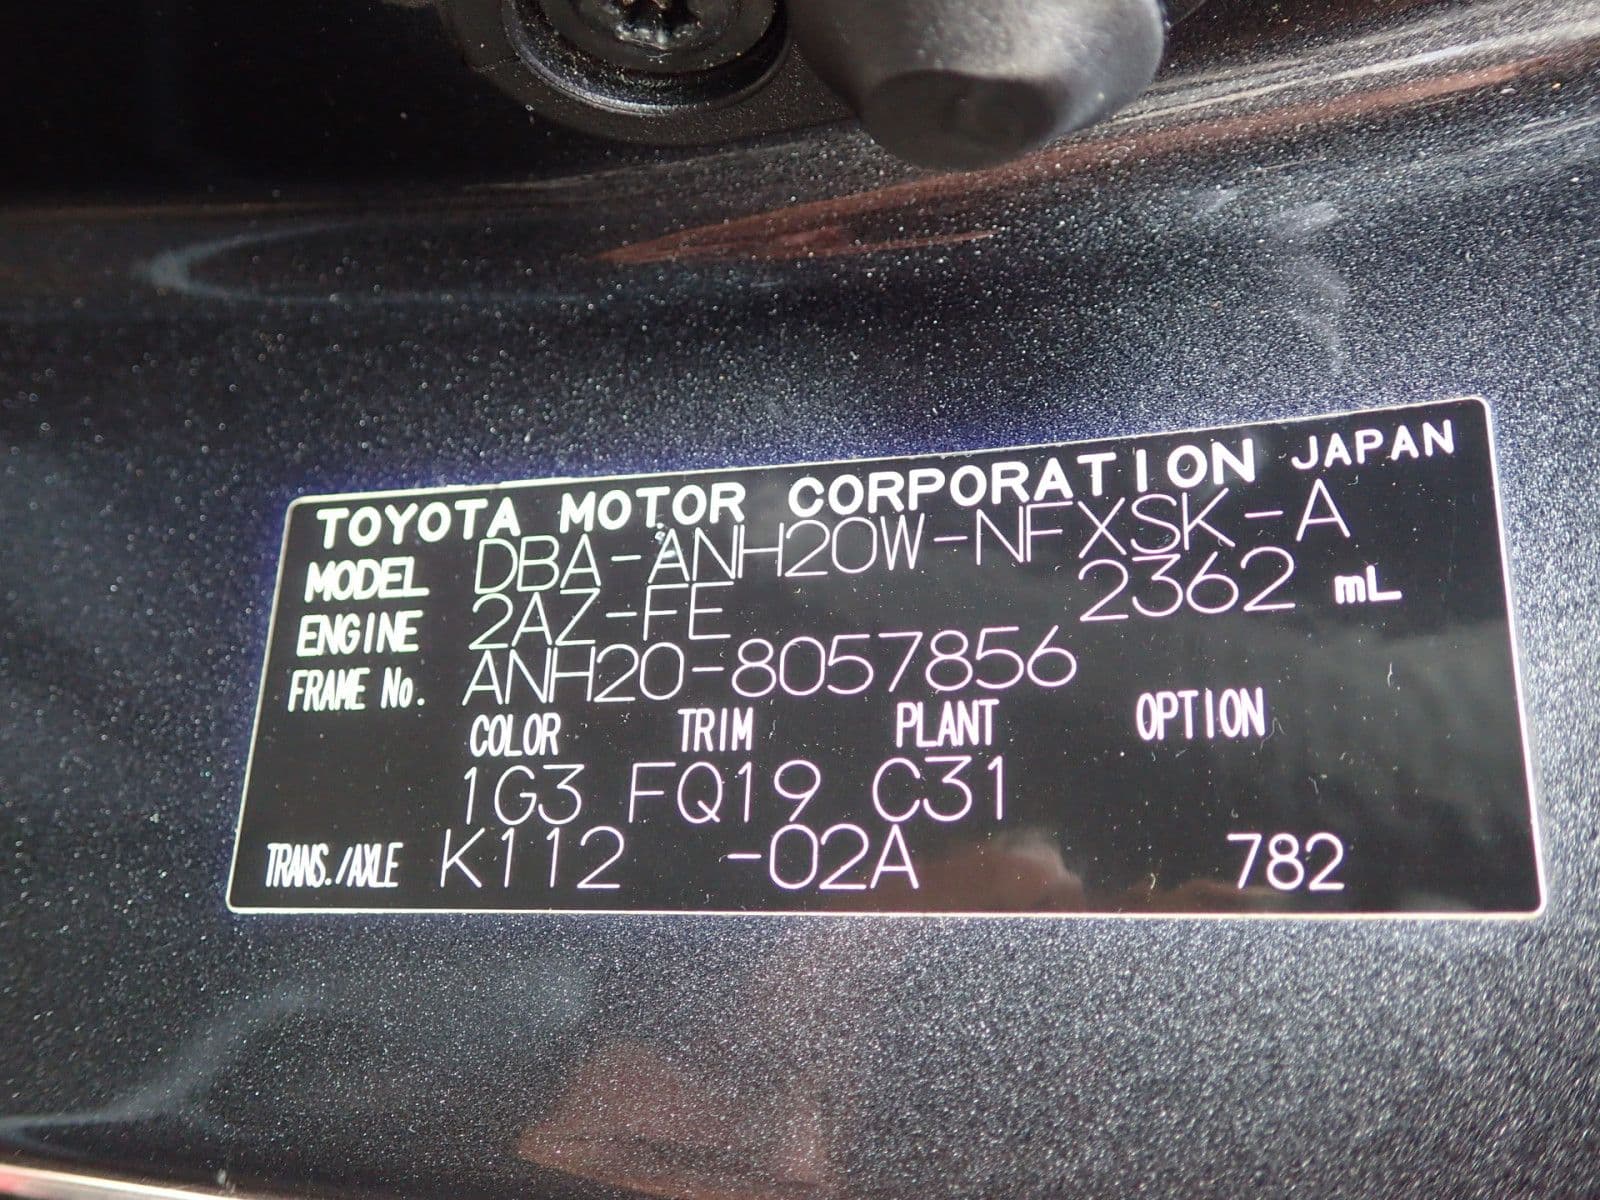 TOYOTA MOTOR CORPORATION JAPAN
MODEL DBA-ANH20W-NFXSK-A
ENGINE 2AZ-FE 2362 mL
FRAME No. ANH20-8057856
COLOR TRIM PLANT OPTION
1G3 FQ19 C31
TRANS./AXLE K112 -02A 782